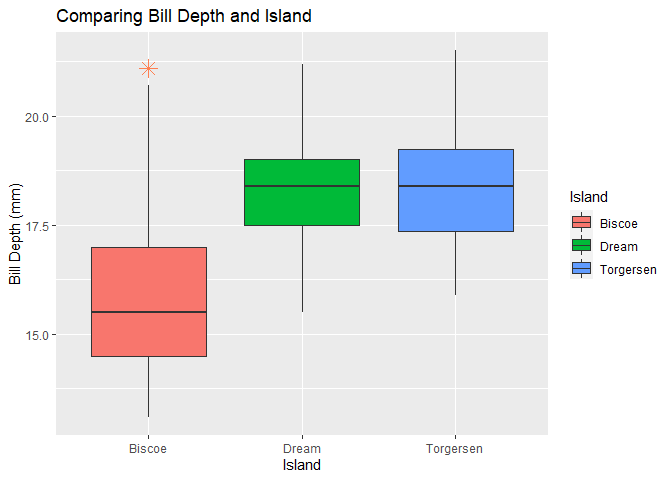 Comparing Bill Depth and Island
20.0
17.5
15.0
Bill Depth (mm)
Biscoe
Dream
Torgersen
Island
Island
Biscoe
Dream
Torgersen